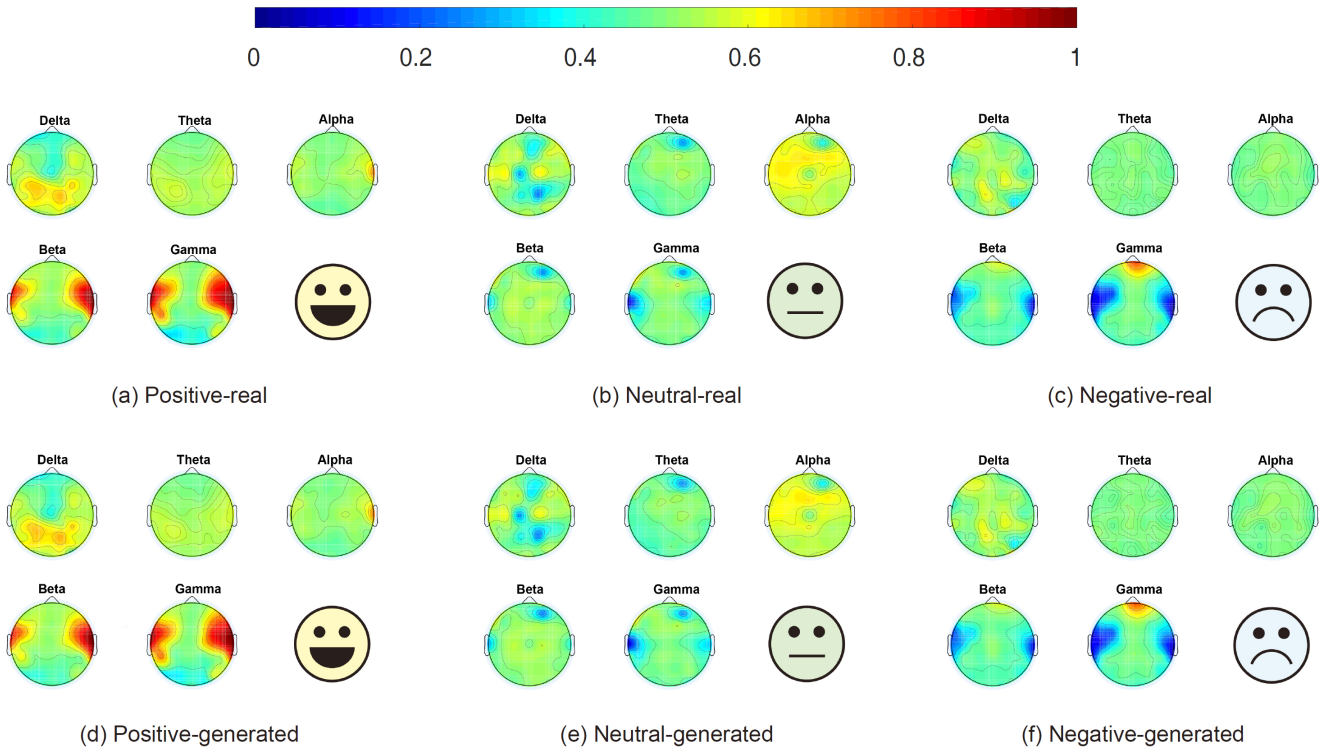 0 0.2 0.4 0.6 0.8 1
Delta Theta Alpha Delta Theta Alpha Delta Theta Alpha
Beta Gamma Beta Gamma Beta Gamma
(a) Positive-real (b) Neutral-real (c) Negative-real
Delta Theta Alpha Delta Theta Alpha Delta Theta Alpha
Beta Gamma Beta Gamma Beta Gamma
(d) Positive-generated (e) Neutral-generated (f) Negative-generated